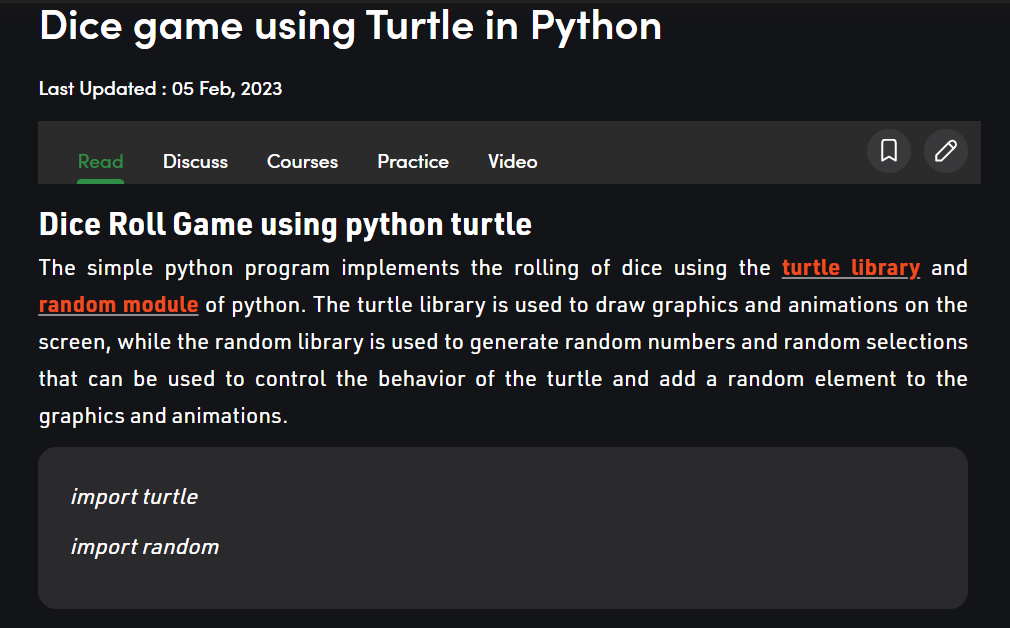 Dice game using Turtle in Python
Last Updated : 05 Feb, 2023
Read Discuss Courses Practice Video
Dice Roll Game using python turtle
The simple python program implements the rolling of dice using the turtle library and
random module of python. The turtle library is used to draw graphics and animations on the
screen, while the random library is used to generate random numbers and random selections
that can be used to control the behavior of the turtle and add a random element to the
graphics and animations.
import turtle
import random